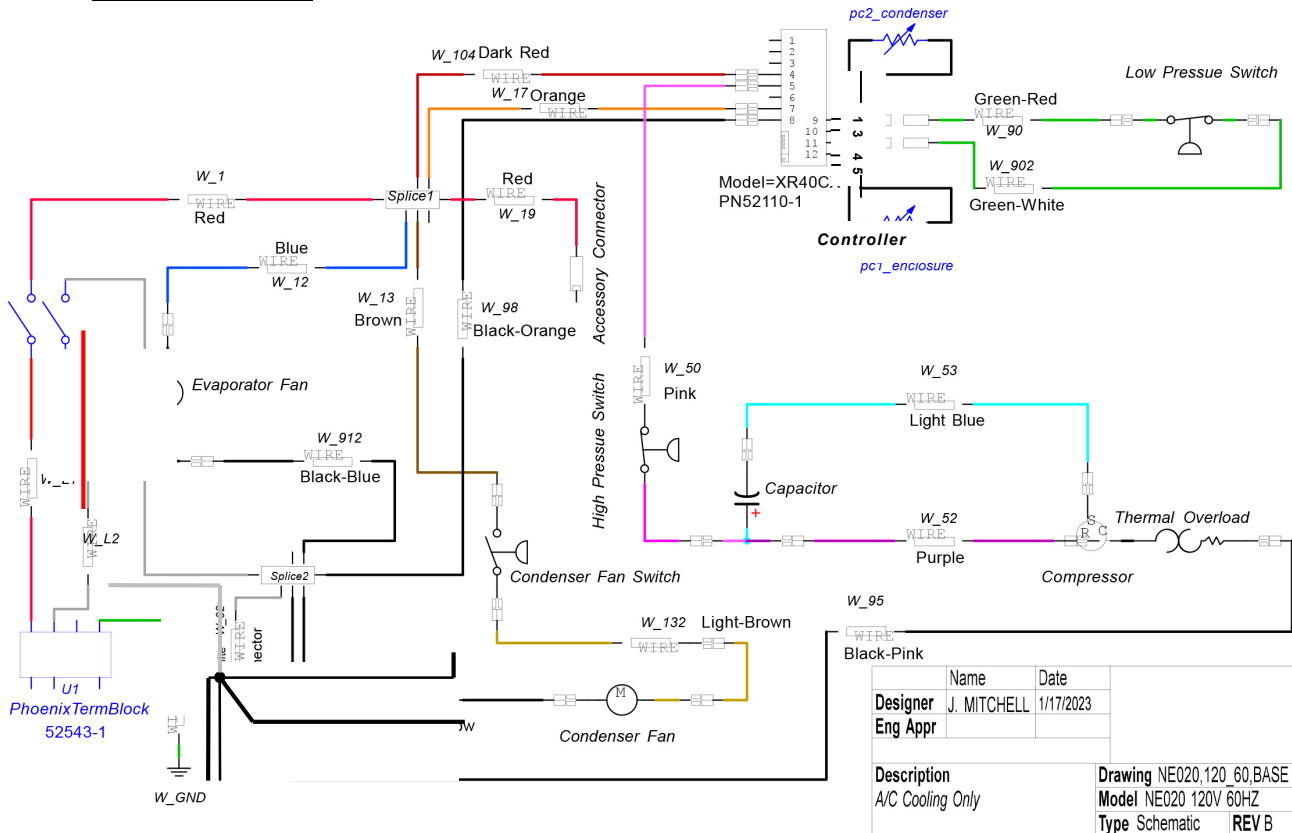 pc2_condenser
W_104 Dark Red
WIRE
W_17 Orange
WIRE
1
2
3
4
5
6
7
8
9
10
11
12
1
3
4
5
Low Pressue Switch
Green-Red
WIRE
W_90
W_902
WIRE
Green-White
Model=XR40C
PN52110-1
Controller
pc1_enclosure
W_1
WIRE
Red
Splice1
Red
WIRE
W_19
Accessory Connector
Blue
WIRE
W_12
W_13
Brown
WIRE
W_98
Black-Orange
WIRE
Evaporator Fan
High Pressue Switch
W_50
WIRE
Pink
W_53
WIRE
Light Blue
W_912
WIRE
Black-Blue
WIRE
W_L2
Capacitor
+
W_52
WIRE
Purple
S
R
C
Thermal Overload
Compressor
Splice2
Condenser Fan Switch
WIRE
W_132
WIRE
Light-Brown
W_95
WIRE
Black-Pink
U1
PhoenixTermBlock
52543-1
M
Condenser Fan
W_GND
Name Date
Designer J. MITCHELL 1/17/2023
Eng Appr
Description
A/C Cooling Only
Drawing NE020,120_60,BASE
Model NE020 120V 60HZ
Type Schematic REV B